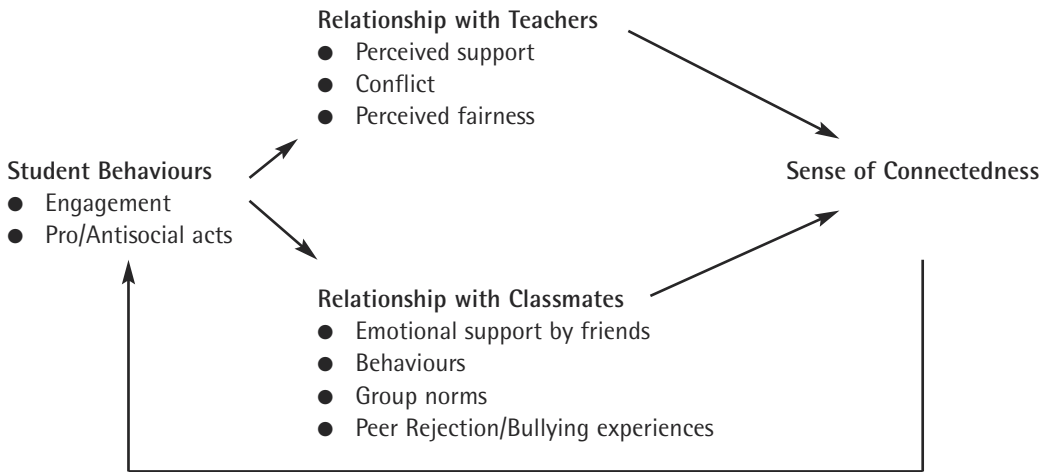 Relationship with Teachers
● Perceived support
● Conflict
● Perceived fairness
Student Behaviours
● Engagement
● Pro/Antisocial acts
Sense of Connectedness
Relationship with Classmates
● Emotional support by friends
● Behaviours
● Group norms
● Peer Rejection/Bullying experiences